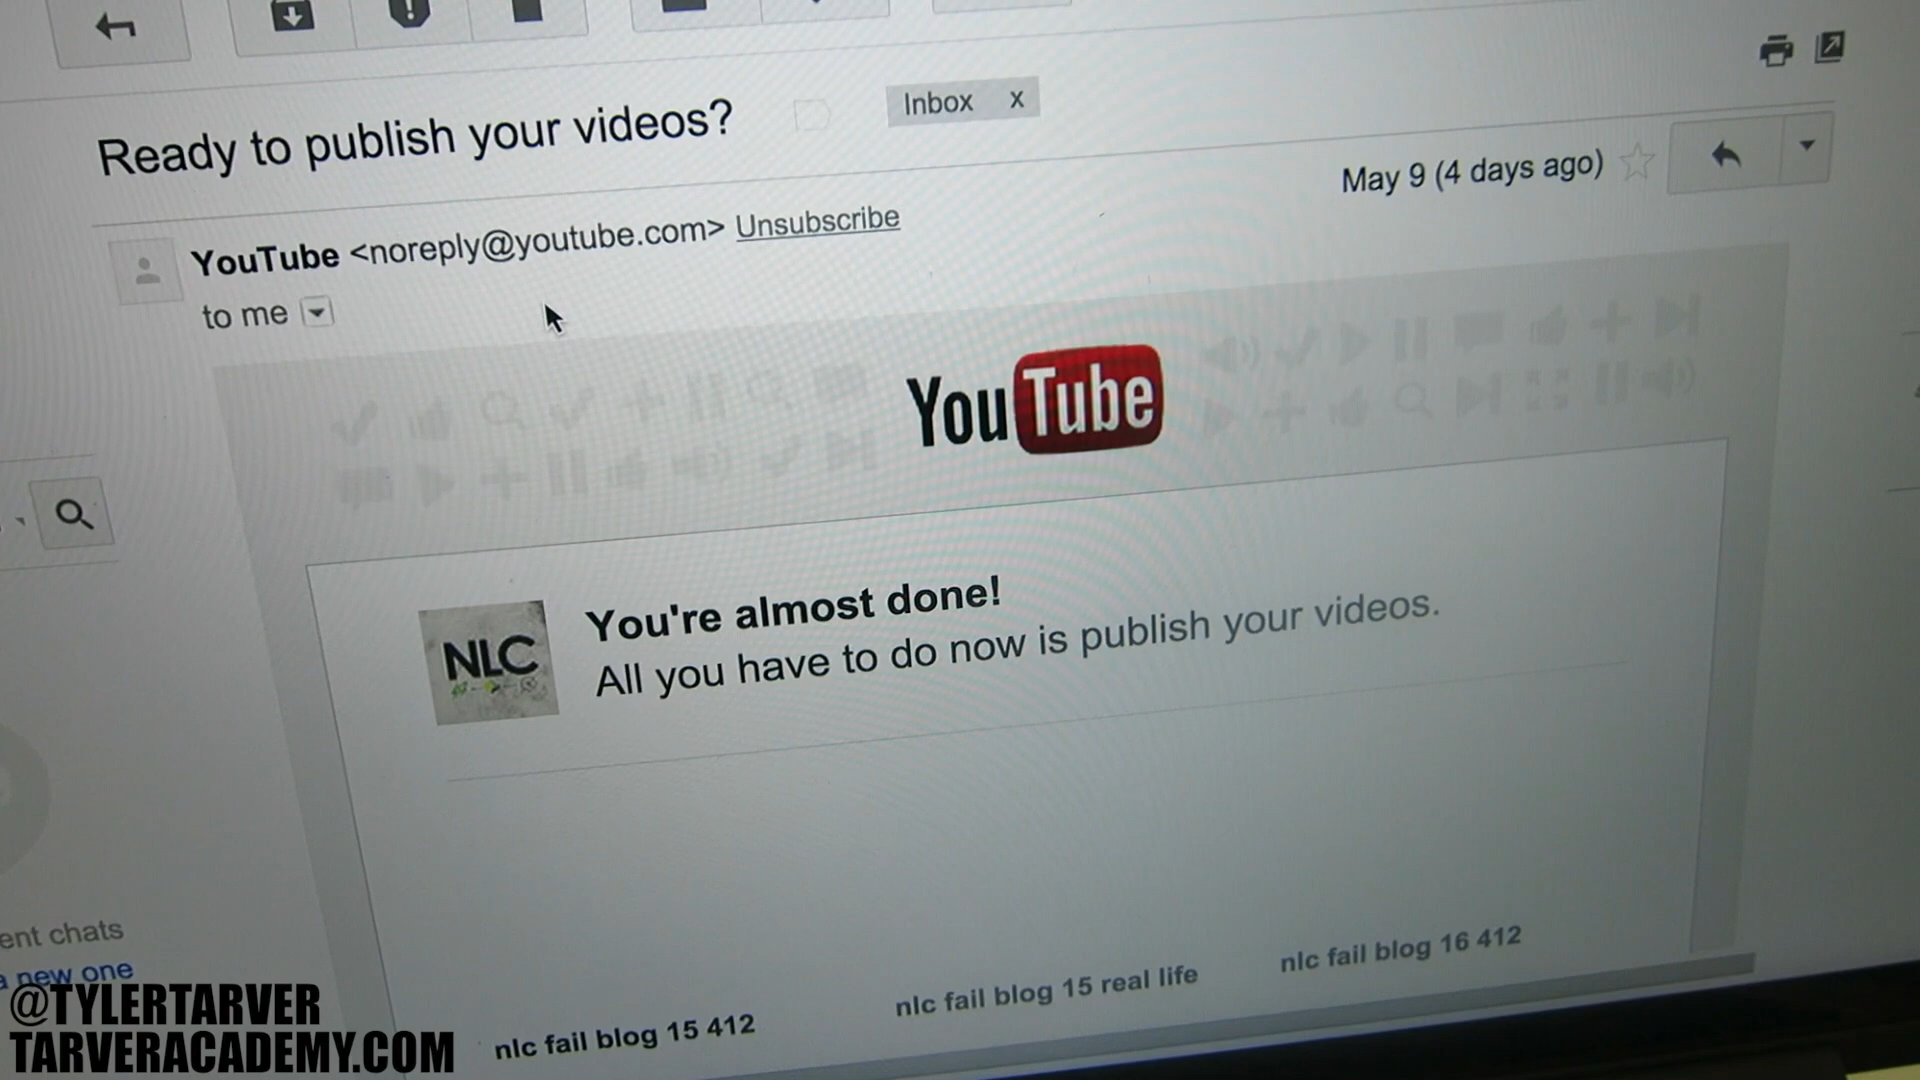 Ready to publish your videos?
Inbox x
May 9 (4 days ago)
YouTube <noreply@youtube.com> Unsubscribe
to me
YouTube
NLC
You're almost done!
All you have to do now is publish your videos.
ent chats
a new one
nlc fail blog 15 412
nlc fail blog 15 real life
nlc fail blog 16 412
@TYLERTARVER
TARVERACADEMY.COM